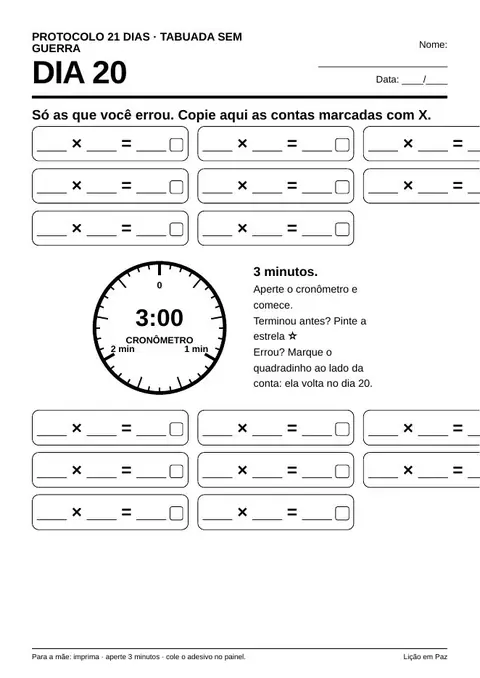 PROTOCOLO 21 DIAS · TABUADA SEM
GUERRA
DIA 20
Nome:
Data: ____/____
Só as que você errou. Copie aqui as contas marcadas com X.
____ × ____ = ____ ____ × ____ = ____ ____ × ____ =
____ × ____ = ____ ____ × ____ = ____ ____ × ____ =
____ × ____ = ____ ____ × ____ = ____
0
3:00
CRONÔMETRO
2 min 1 min
3 minutos.
Aperte o cronômetro e
comece.
Terminou antes? Pinte a
estrela ☆
Errou? Marque o
quadradinho ao lado da
conta: ela volta no dia 20.
____ × ____ = ____ ____ × ____ = ____ ____ × ____ =
____ × ____ = ____ ____ × ____ = ____ ____ × ____ =
____ × ____ = ____ ____ × ____ = ____
Para a mãe: imprima · aperte 3 minutos · cole o adesivo no painel.
Lição em Paz